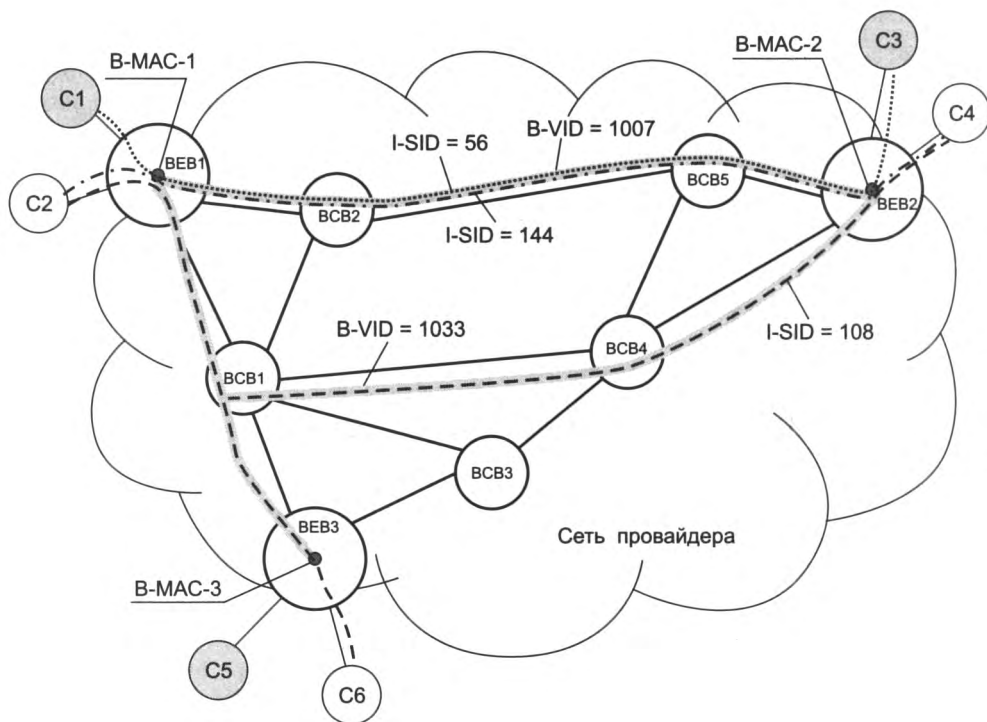 C3
B-MAC-2
B-MAC-1
C1
C4
B-VID = 1007
I-SID = 56
BEB1
BCB5
C2
BCB2
BEB2
I-SID = 144
B-VID = 1033
I-SID = 108
BCB4
BCB1
BCB3
BEB3
Сеть провайдера
B-MAC-3
C5
C6